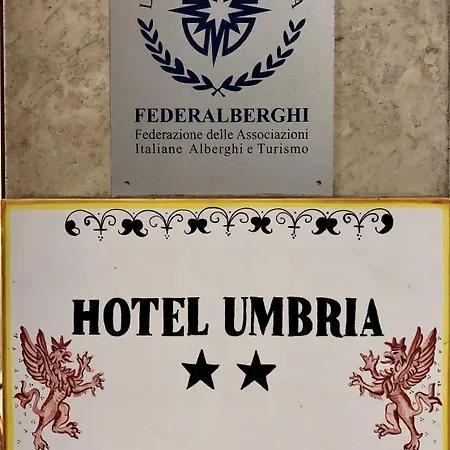 FEDERALBERGHI
Federazione delle Associazioni
Italiane Alberghi e Turismo
HOTEL UMBRIA